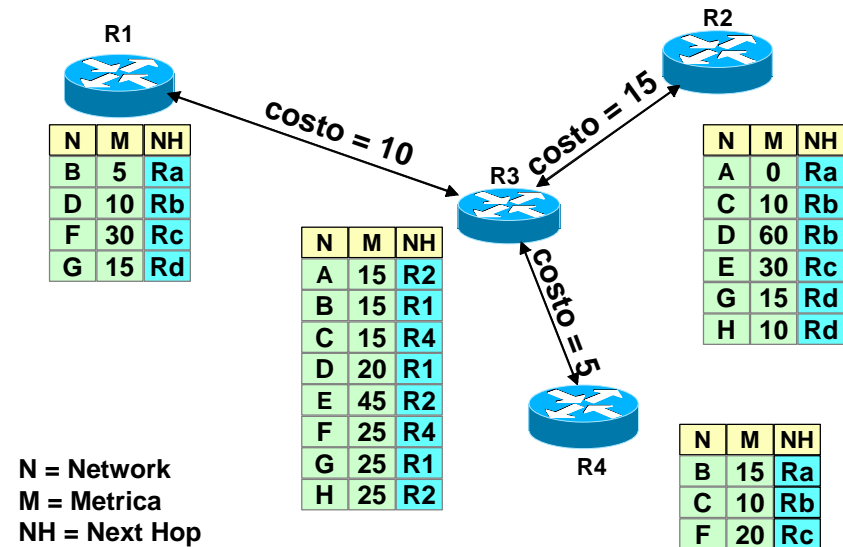 R1
R2
costo = 10
costo = 15
R3
costo = 5
R4
N M NH
B 5 Ra
D 10 Rb
F 30 Rc
G 15 Rd
N M NH
A 15 R2
B 15 R1
C 15 R4
D 20 R1
E 45 R2
F 25 R4
G 25 R1
H 25 R2
N M NH
A 0 Ra
C 10 Rb
D 60 Rb
E 30 Rc
G 15 Rd
H 10 Rd
N M NH
B 15 Ra
C 10 Rb
F 20 Rc
N = Network
M = Metrica
NH = Next Hop